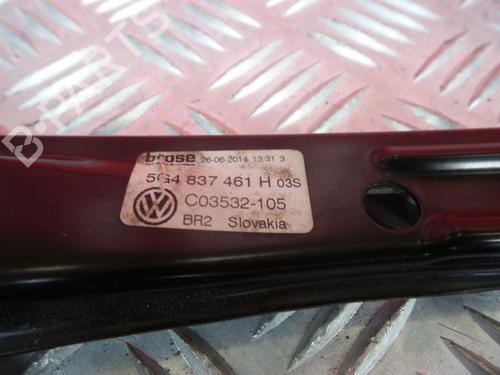 B-PARTS
brose 26-06-2014 13:31 3
5G4 837 461 H 03S
C03532-105
BR2 Slovakia